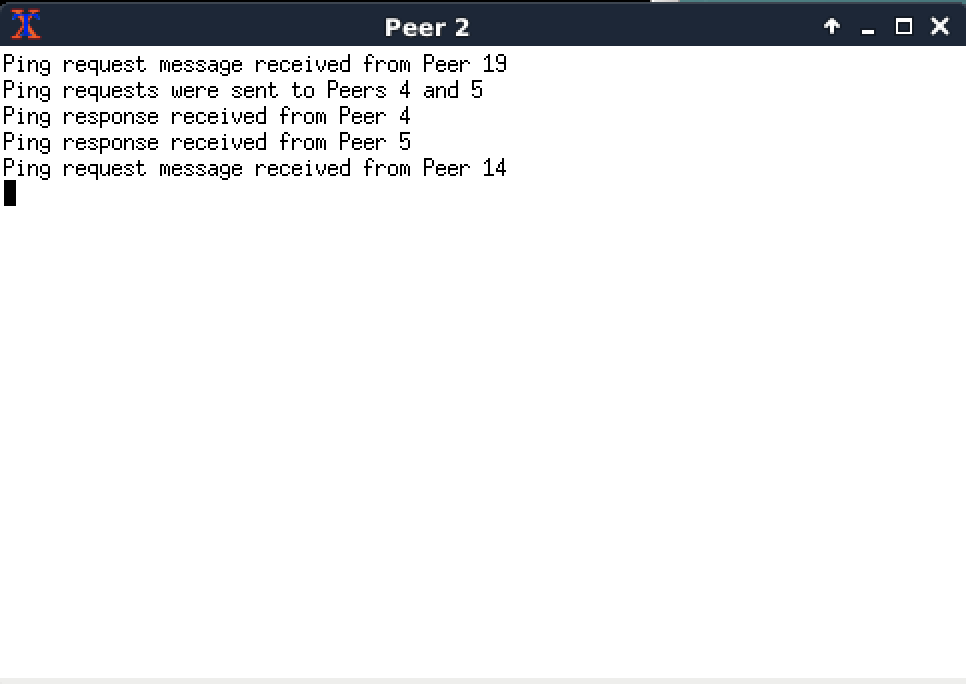 Peer 2
Ping request message received from Peer 19
Ping requests were sent to Peers 4 and 5
Ping response received from Peer 4
Ping response received from Peer 5
Ping request message received from Peer 14